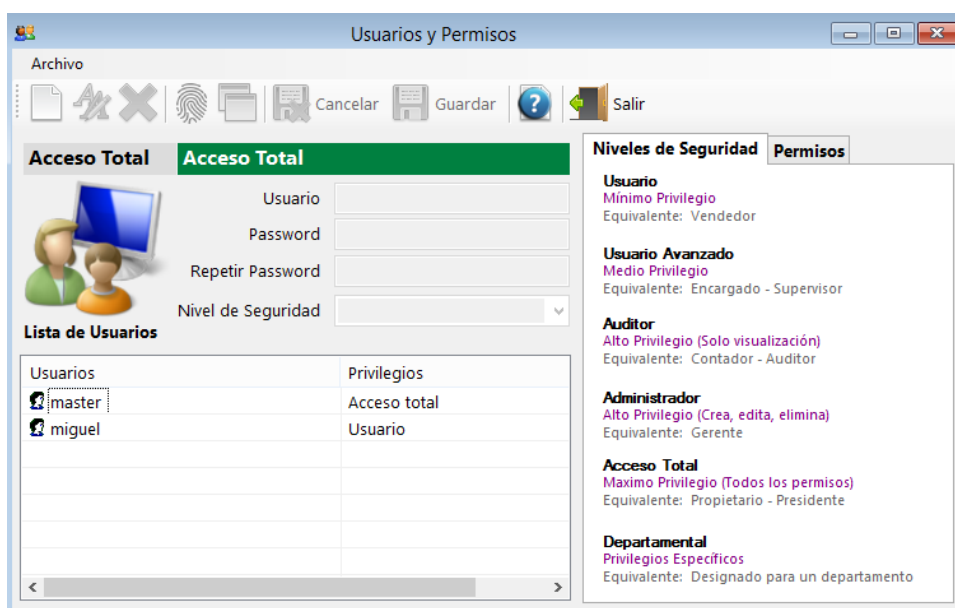 Usuarios y Permisos
Archivo
Cancelar Guardar Salir
Acceso Total Acceso Total
Usuario
Password
Repetir Password
Nivel de Seguridad
Lista de Usuarios
Usuarios Privilegios
master Acceso total
miguel Usuario
Niveles de Seguridad Permisos
Usuario
Mínimo Privilegio
Equivalente: Vendedor
Usuario Avanzado
Medio Privilegio
Equivalente: Encargado - Supervisor
Auditor
Alto Privilegio (Solo visualización)
Equivalente: Contador - Auditor
Administrador
Alto Privilegio (Crea, edita, elimina)
Equivalente: Gerente
Acceso Total
Maximo Privilegio (Todos los permisos)
Equivalente: Propietario - Presidente
Departamental
Privilegios Específicos
Equivalente: Designado para un departamento